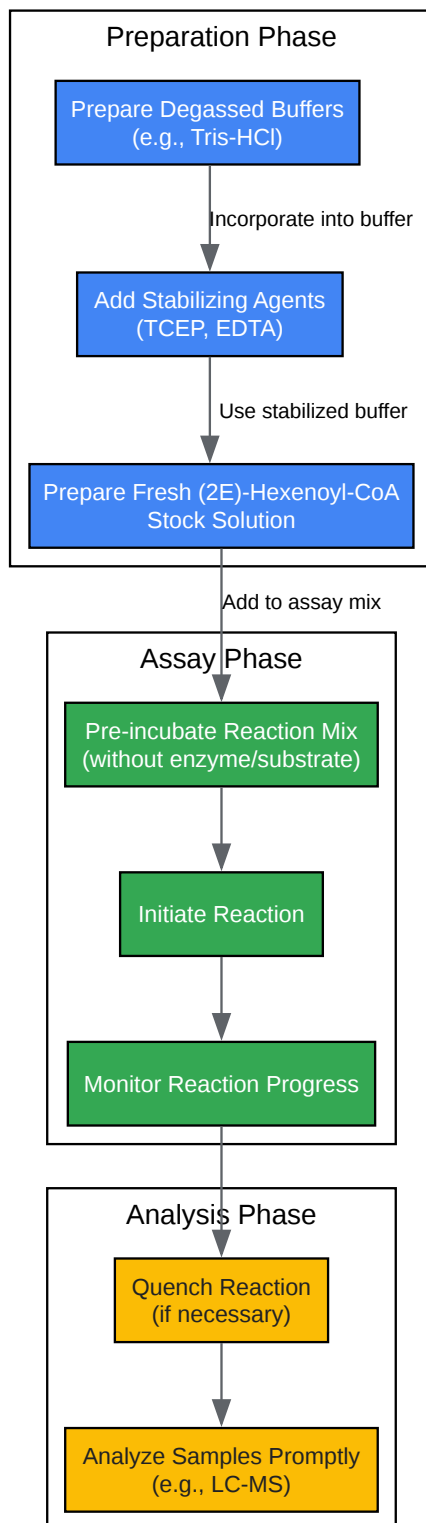 Preparation Phase
Prepare Degassed Buffers
(e.g., Tris-HCl)
Incorporate into buffer
Add Stabilizing Agents
(TCEP, EDTA)
Use stabilized buffer
Prepare Fresh (2E)-Hexenoyl-CoA
Stock Solution
Add to assay mix
Assay Phase
Pre-incubate Reaction Mix
(without enzyme/substrate)
Initiate Reaction
Monitor Reaction Progress
Analysis Phase
Quench Reaction
(if necessary)
Analyze Samples Promptly
(e.g., LC-MS)